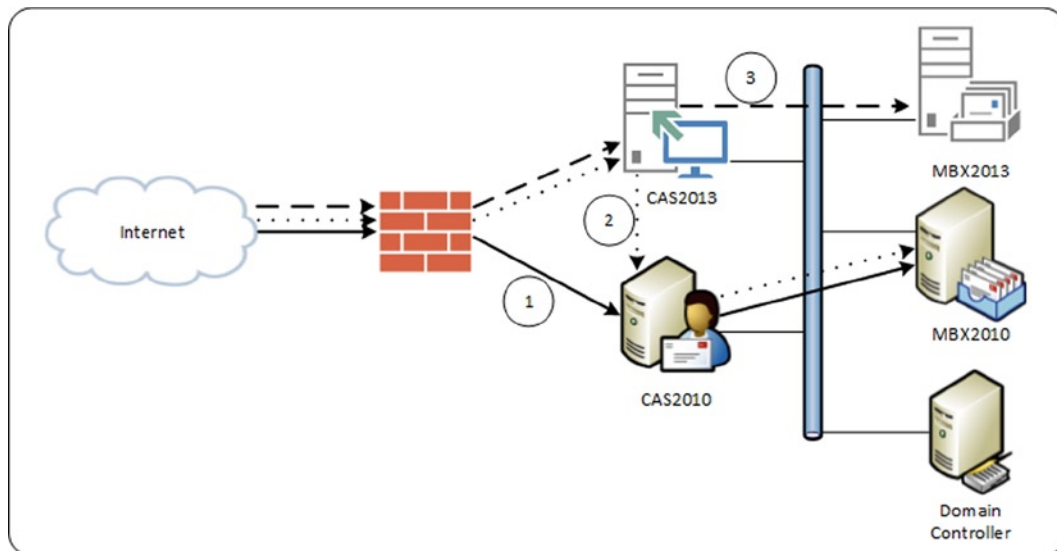 3
MBX2013
CAS2013
Internet
2
1
MBX2010
CAS2010
Domain
Controller